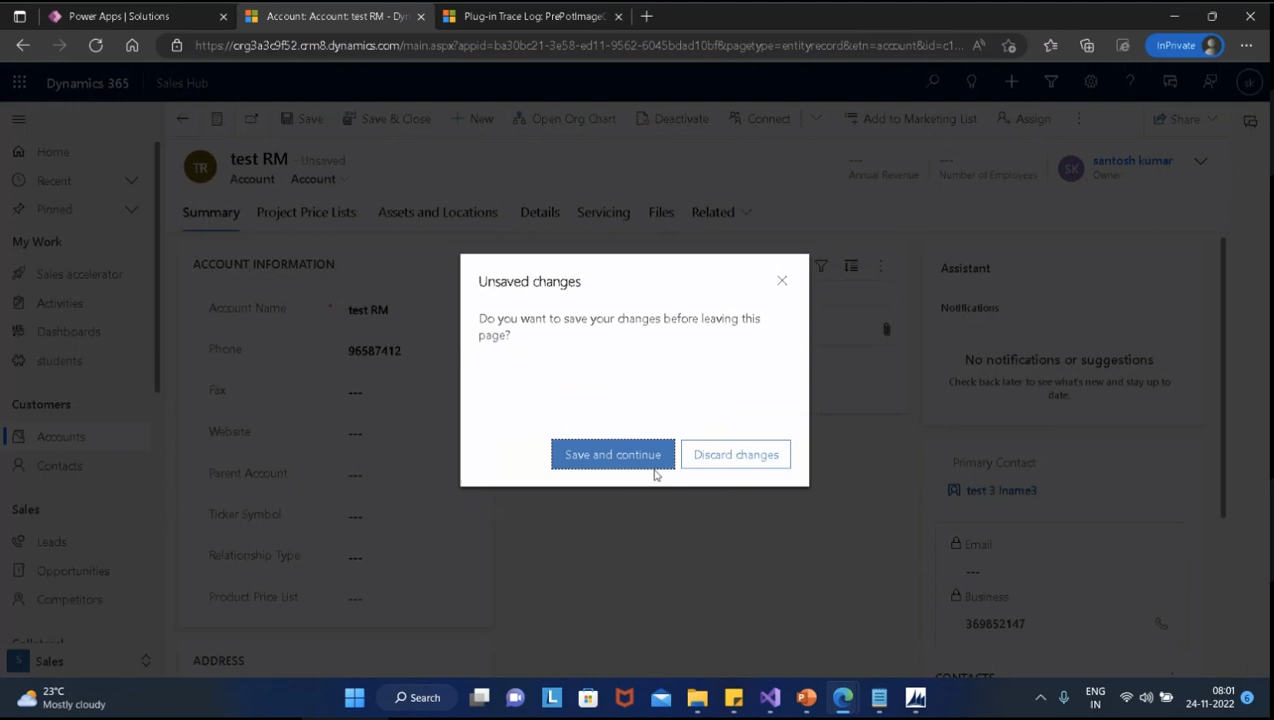 Power Apps | Solutions
Account: Account: test RM - Dyn
Plug-in Trace Log: PrePotImageC
https://org3a3c9f52.crm8.dynamics.com/main.aspx?appid=ba30bc21-3e58-ed11-9562-6045bdad10bf&pagetype=entityrecord&etn=account&id=c1...
InPrivate
Dynamics 365
Sales Hub
sk
Save
Save & Close
New
Open Org Chart
Deactivate
Connect
Add to Marketing List
Assign
Share
Home
Recent
Pinned
My Work
Sales accelerator
Activities
Dashboards
students
Customers
Accounts
Contacts
Sales
Leads
Opportunities
Competitors
S
Sales
TR
test RM - Unsaved
Account
Account
---
Annual Revenue
---
Number of Employees
SK
santosh kumar
Owner
Summary
Project Price Lists
Assets and Locations
Details
Servicing
Files
Related
ACCOUNT INFORMATION
Account Name * test RM
Phone 96587412
Fax ---
Website ---
Parent Account ---
Ticker Symbol ---
Relationship Type ---
Product Price List ---
ADDRESS
Unsaved changes
Do you want to save your changes before leaving this
page?
Save and continue
Discard changes
Assistant
Notifications
No notifications or suggestions
Check back later to see what's new and stay up to
date.
Primary Contact
test 3 lname3
Email
---
Business
369852147
CONTACTS
23°C
Mostly cloudy
Search
ENG
IN
08:01
24-11-2022
6